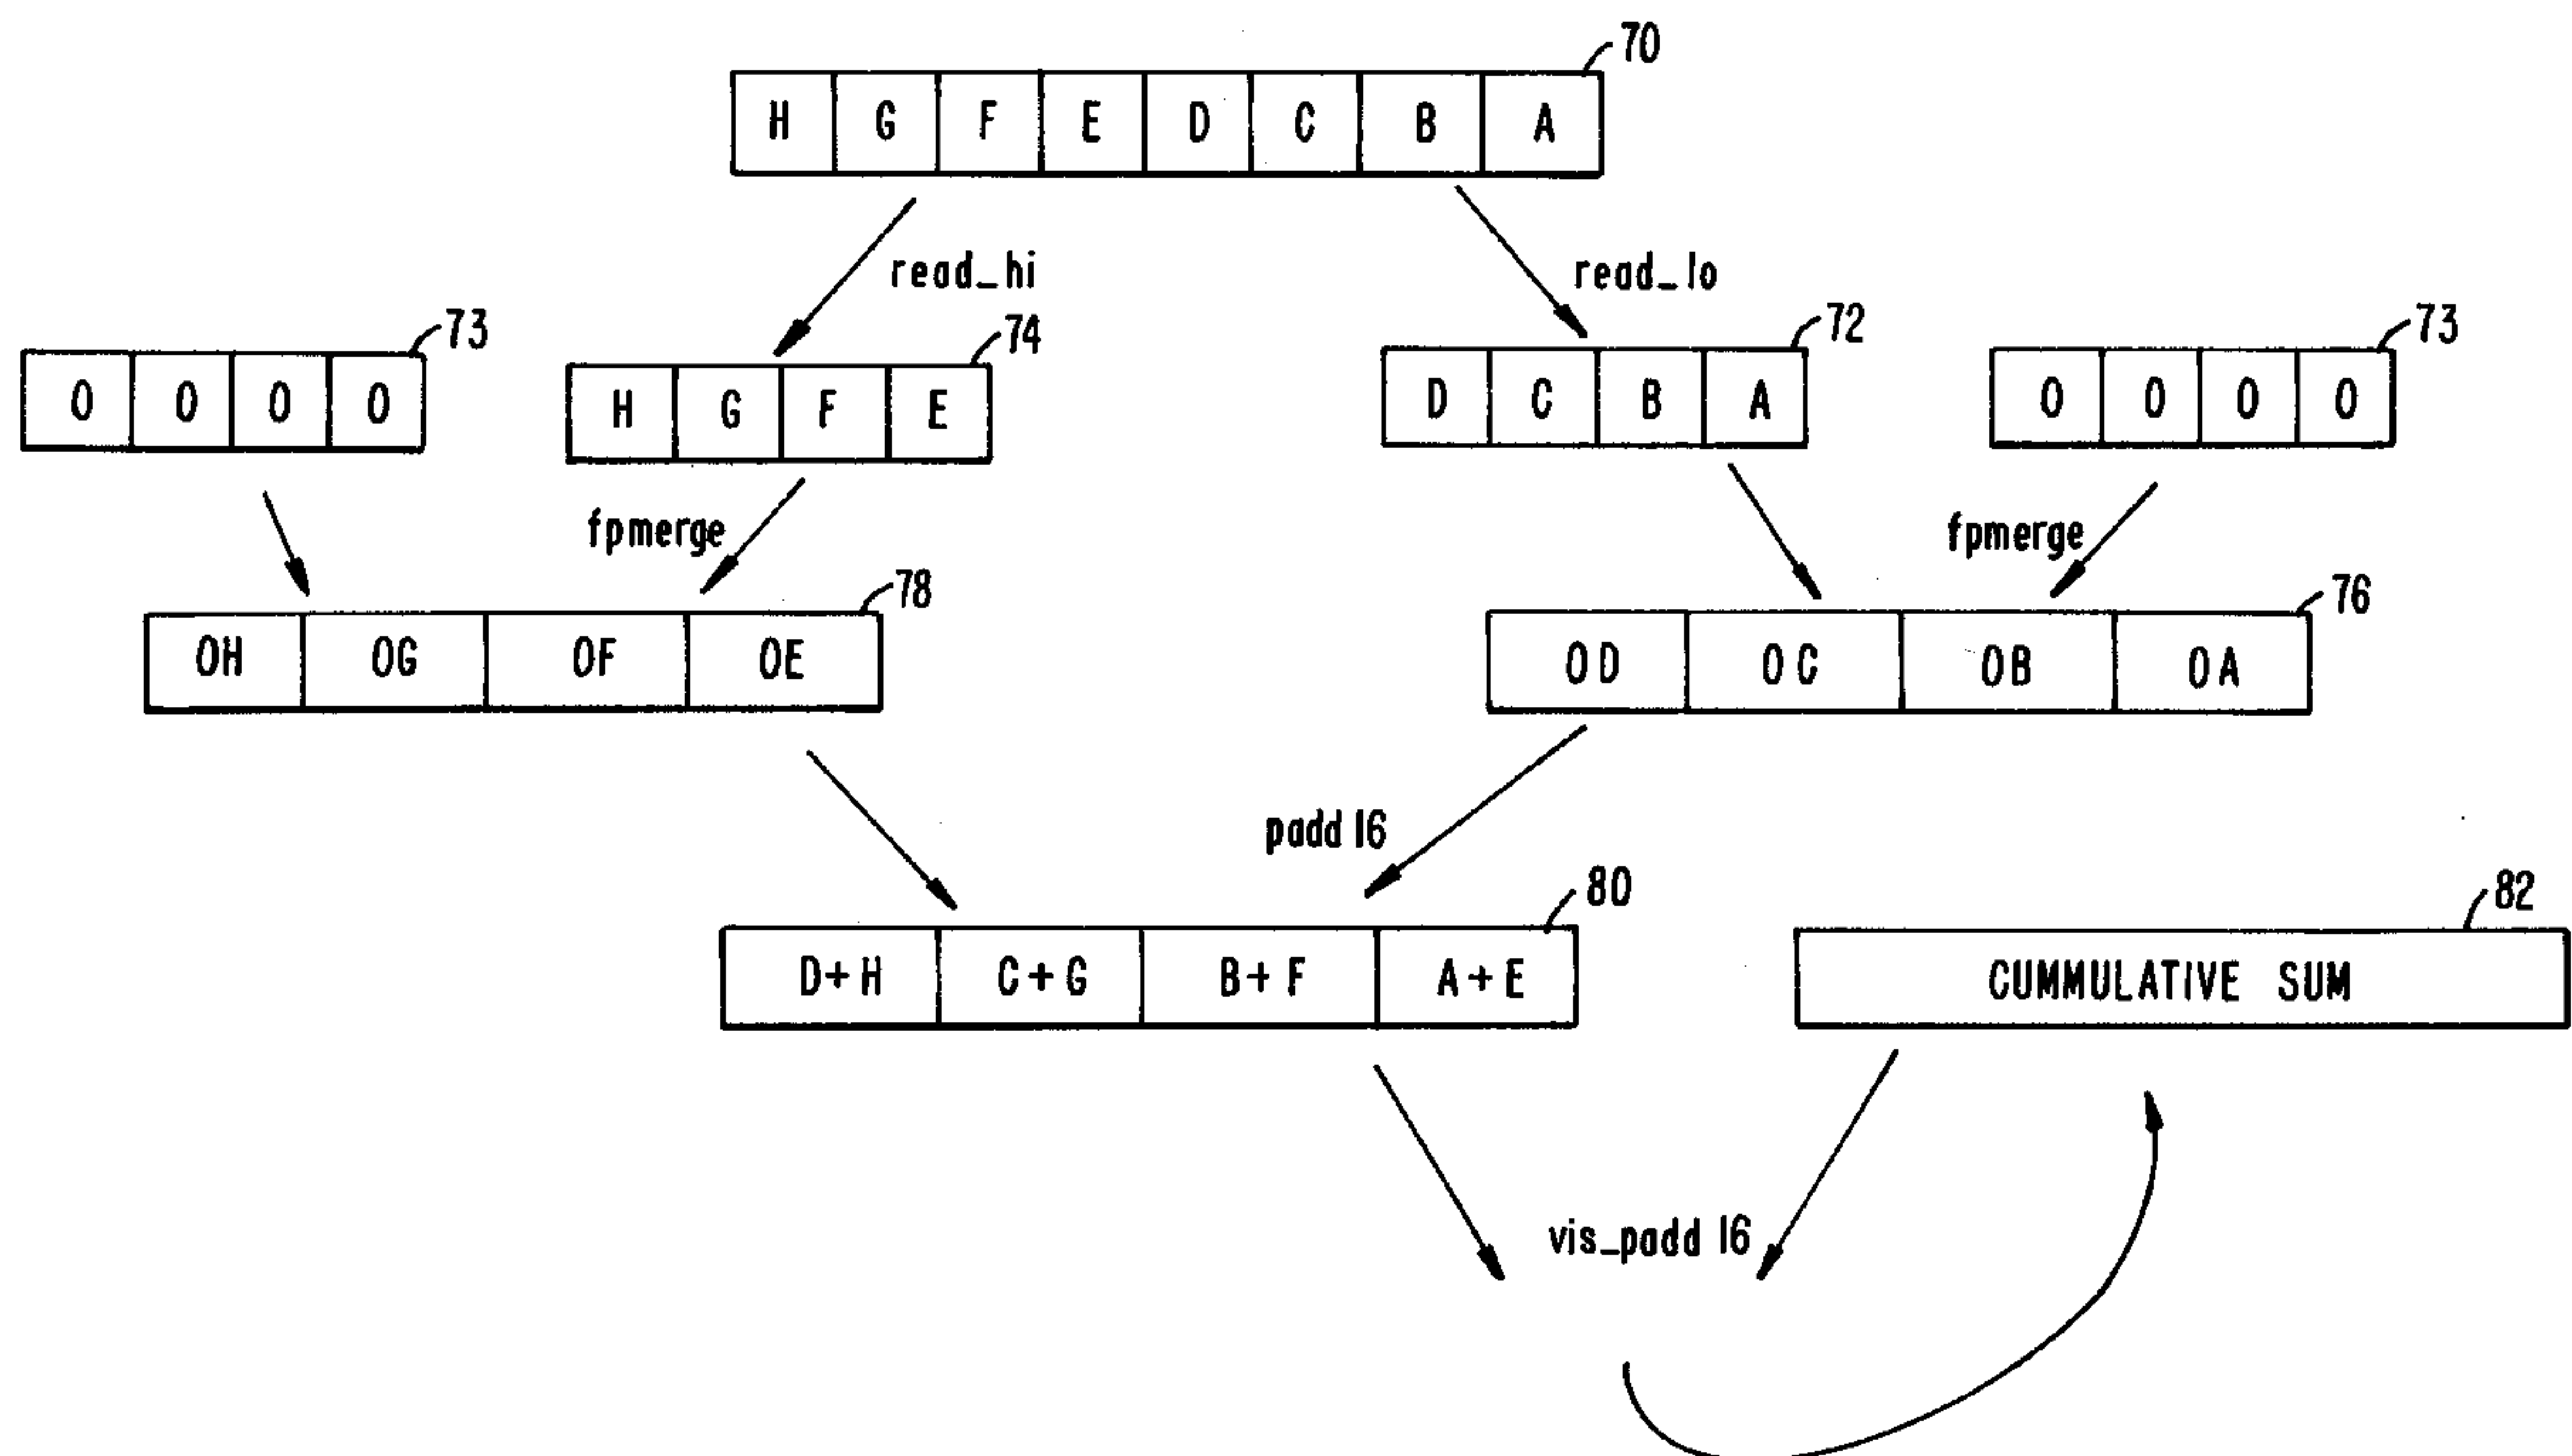 70
H G F E D C B A
read_hi
read_lo
73
74
72
73
0 0 0 0
H G F E
D C B A
0 0 0 0
fpmerge
fpmerge
78
76
0H 0G 0F 0E
0D 0C 0B 0A
padd 16
80
82
D+H C+G B+F A+E
CUMMULATIVE SUM
vis_padd 16